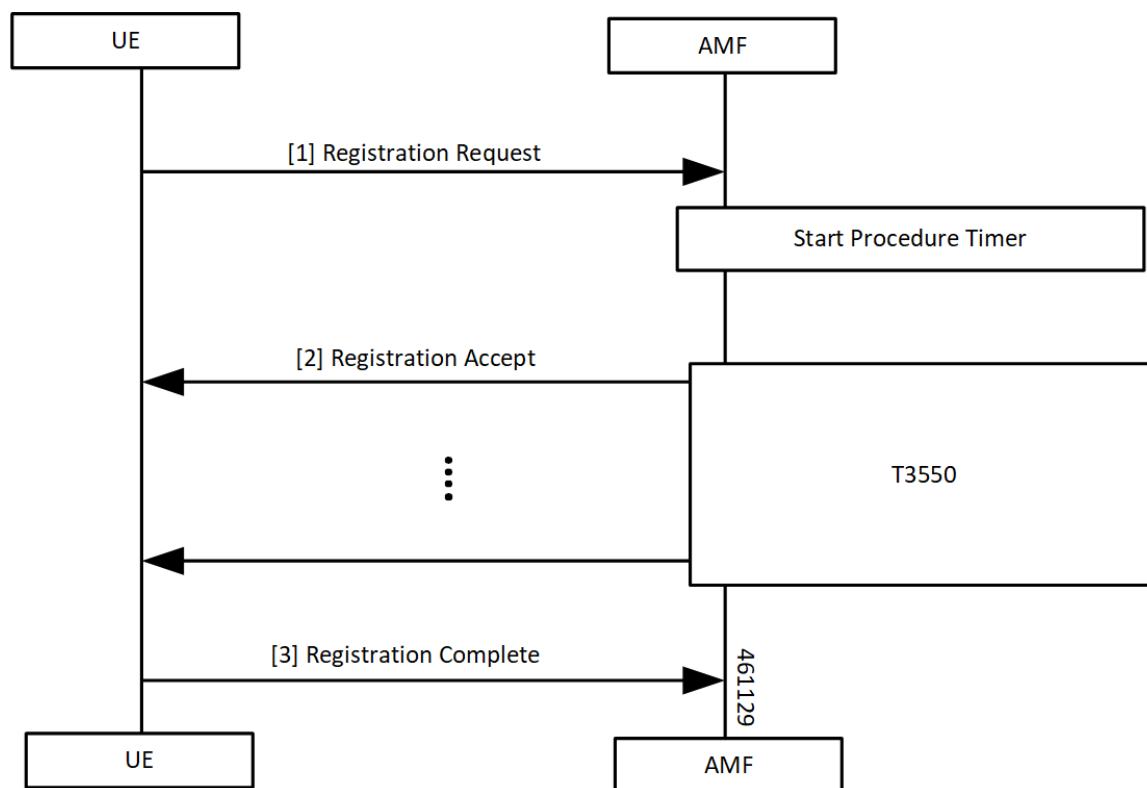 UE
AMF
[1] Registration Request
Start Procedure Timer
[2] Registration Accept
T3550
[3] Registration Complete
461129
UE
AMF